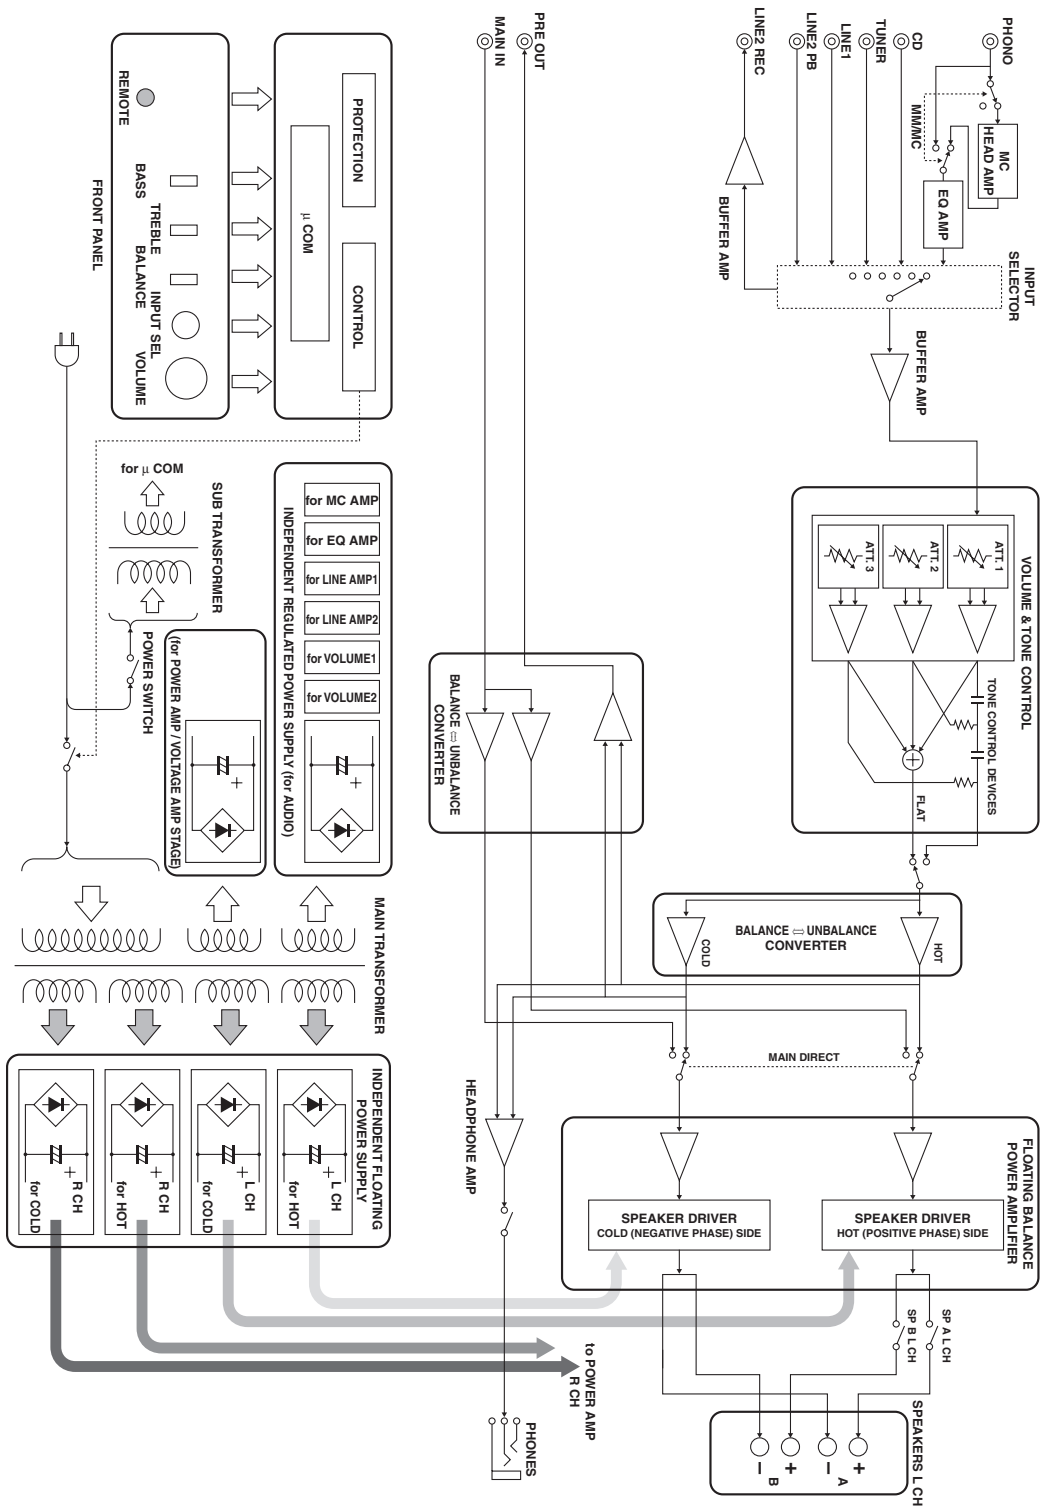 PHONO
CD
TUNER
LINE1
LINE2 PB
LINE2 REC
PRE OUT
MAIN IN
MM/MC
MC
HEAD AMP
EQ AMP
INPUT
SELECTOR
BUFFER AMP
BUFFER AMP
VOLUME & TONE CONTROL
ATT. 1
ATT. 2
ATT. 3
TONE CONTROL DEVICES
FLAT
BALANCE ⇔ UNBALANCE
CONVERTER
HOT
COLD
BALANCE ⇔ UNBALANCE
CONVERTER
MAIN DIRECT
FLOATING BALANCE
POWER AMPLIFIER
SPEAKER DRIVER
HOT (POSITIVE PHASE) SIDE
SPEAKER DRIVER
COLD (NEGATIVE PHASE) SIDE
SP A L CH
SP B L CH
SPEAKERS L CH
+
−
A
+
−
B
HEADPHONE AMP
PHONES
to POWER AMP
R CH
PROTECTION
CONTROL
μ COM
REMOTE
BASS
TREBLE
BALANCE
INPUT SEL
VOLUME
FRONT PANEL
for μ COM
SUB TRANSFORMER
POWER SWITCH
for MC AMP
for EQ AMP
for LINE AMP1
for LINE AMP2
for VOLUME1
for VOLUME2
+
INDEPENDENT REGULATED POWER SUPPLY (for AUDIO)
+
(for POWER AMP / VOLTAGE AMP STAGE)
MAIN TRANSFORMER
INDEPENDENT FLOATING
POWER SUPPLY
+
L CH
for HOT
+
L CH
for COLD
+
R CH
for HOT
+
R CH
for COLD